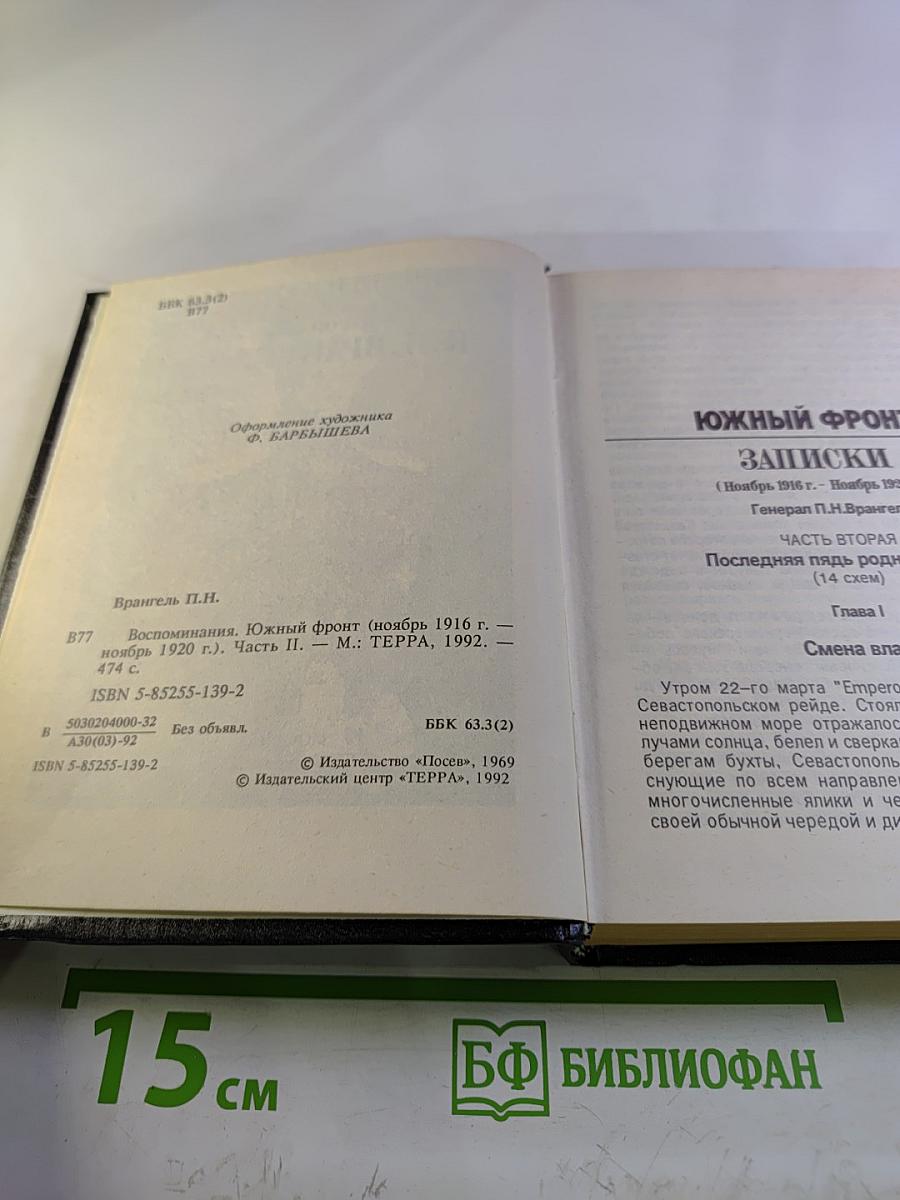 ББК 63.3(2)
В77
Оформление художника
Ф. БАРБЫШЕВА
Врангель П.Н.
В77 Воспоминания. Южный фронт (ноябрь 1916 г. —
ноябрь 1920 г.). Часть II. — М.: ТЕРРА, 1992. —
474 с.
ISBN 5-85255-139-2
В 5030204000-32
А30(03)-92
Без объявл.
ББК 63.3(2)
ISBN 5-85255-139-2
© Издательство «Посев», 1969
© Издательский центр «ТЕРРА», 1992
ЮЖНЫЙ ФРОНТ
ЗАПИСКИ
(Ноябрь 1916 г. - Ноябрь 192
Генерал П.Н.Врангел
ЧАСТЬ ВТОРАЯ
Последняя пядь родн
(14 схем)
Глава I
Смена вла
Утром 22-го марта "Empero
Севастопольском рейде. Стоял
неподвижном море отражалос
лучами солнца, белел и сверка
берегам бухты, Севастополь
снующие по всем направле
многочисленные ялики и че
своей обычной чередой и ди
15 см
БФ БИБЛИОФАН